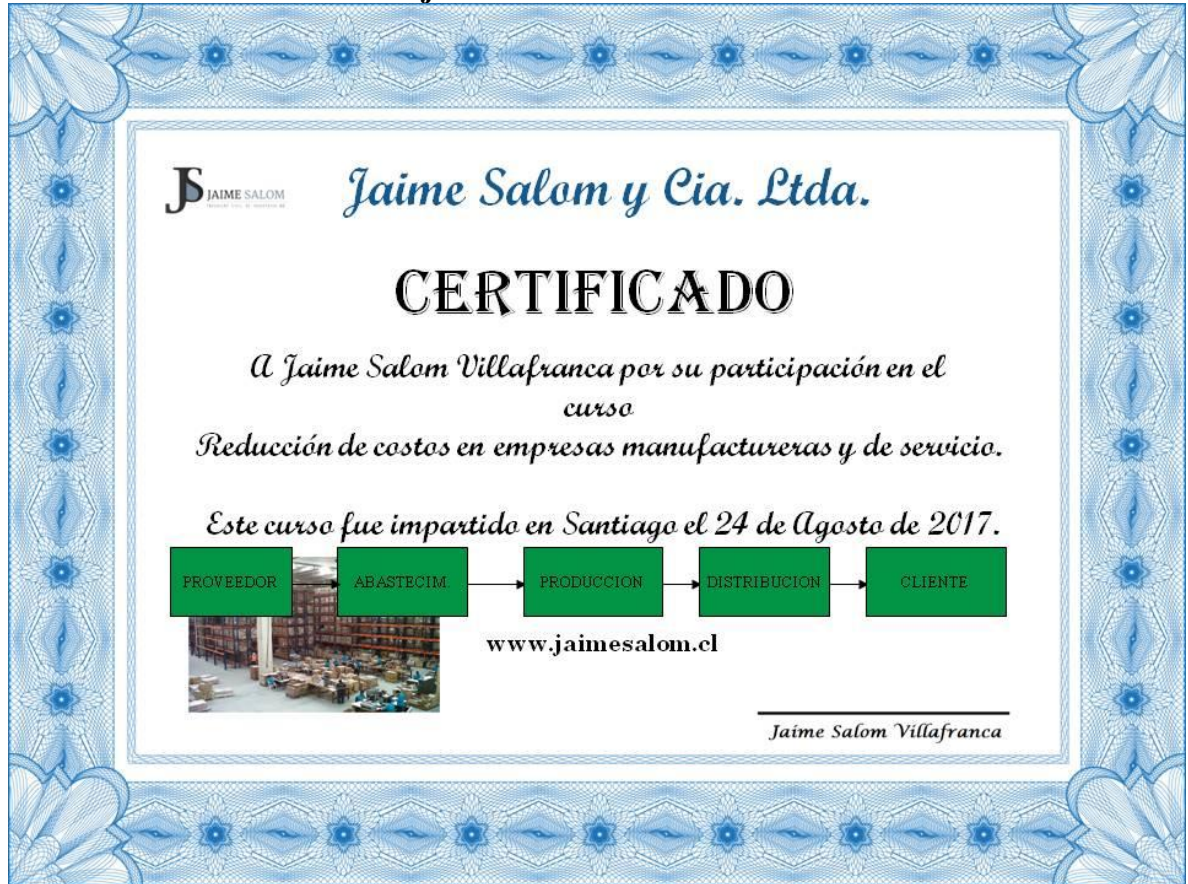 JS JAIME SALOM
Jaime Salom y Cia. Ltda.
CERTIFICADO
A Jaime Salom Villafranca por su participación en el
curso
Reducción de costos en empresas manufactureras y de servicio.
Este curso fue impartido en Santiago el 24 de Agosto de 2017.
PROVEEDOR ABASTECIM. PRODUCCION DISTRIBUCION CLIENTE
www.jaimesalom.cl
Jaime Salom Villafranca